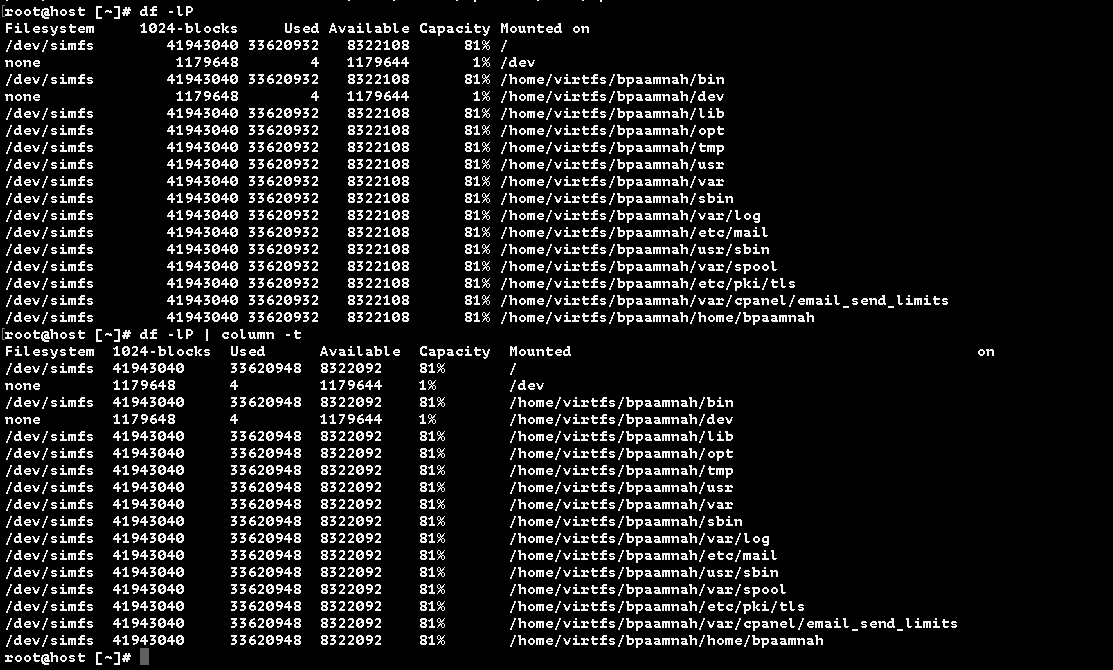 root@host [~]# df -lP
Filesystem     1024-blocks     Used Available Capacity Mounted on
/dev/simfs        41943040 33620932   8322108      81% /
none               1179648        4   1179644       1% /dev
/dev/simfs        41943040 33620932   8322108      81% /home/virtfs/bpaamnah/bin
none               1179648        4   1179644       1% /home/virtfs/bpaamnah/dev
/dev/simfs        41943040 33620932   8322108      81% /home/virtfs/bpaamnah/lib
/dev/simfs        41943040 33620932   8322108      81% /home/virtfs/bpaamnah/opt
/dev/simfs        41943040 33620932   8322108      81% /home/virtfs/bpaamnah/tmp
/dev/simfs        41943040 33620932   8322108      81% /home/virtfs/bpaamnah/usr
/dev/simfs        41943040 33620932   8322108      81% /home/virtfs/bpaamnah/var
/dev/simfs        41943040 33620932   8322108      81% /home/virtfs/bpaamnah/sbin
/dev/simfs        41943040 33620932   8322108      81% /home/virtfs/bpaamnah/var/log
/dev/simfs        41943040 33620932   8322108      81% /home/virtfs/bpaamnah/etc/mail
/dev/simfs        41943040 33620932   8322108      81% /home/virtfs/bpaamnah/usr/sbin
/dev/simfs        41943040 33620932   8322108      81% /home/virtfs/bpaamnah/var/spool
/dev/simfs        41943040 33620932   8322108      81% /home/virtfs/bpaamnah/etc/pki/tls
/dev/simfs        41943040 33620932   8322108      81% /home/virtfs/bpaamnah/var/cpanel/email_send_limits
/dev/simfs        41943040 33620932   8322108      81% /home/virtfs/bpaamnah/home/bpaamnah
root@host [~]# df -lP | column -t
Filesystem  1024-blocks  Used      Available  Capacity  Mounted                                             on
/dev/simfs  41943040     33620948  8322092    81%       /
none        1179648      4         1179644    1%        /dev
/dev/simfs  41943040     33620948  8322092    81%       /home/virtfs/bpaamnah/bin
none        1179648      4         1179644    1%        /home/virtfs/bpaamnah/dev
/dev/simfs  41943040     33620948  8322092    81%       /home/virtfs/bpaamnah/lib
/dev/simfs  41943040     33620948  8322092    81%       /home/virtfs/bpaamnah/opt
/dev/simfs  41943040     33620948  8322092    81%       /home/virtfs/bpaamnah/tmp
/dev/simfs  41943040     33620948  8322092    81%       /home/virtfs/bpaamnah/usr
/dev/simfs  41943040     33620948  8322092    81%       /home/virtfs/bpaamnah/var
/dev/simfs  41943040     33620948  8322092    81%       /home/virtfs/bpaamnah/sbin
/dev/simfs  41943040     33620948  8322092    81%       /home/virtfs/bpaamnah/var/log
/dev/simfs  41943040     33620948  8322092    81%       /home/virtfs/bpaamnah/etc/mail
/dev/simfs  41943040     33620948  8322092    81%       /home/virtfs/bpaamnah/usr/sbin
/dev/simfs  41943040     33620948  8322092    81%       /home/virtfs/bpaamnah/var/spool
/dev/simfs  41943040     33620948  8322092    81%       /home/virtfs/bpaamnah/etc/pki/tls
/dev/simfs  41943040     33620948  8322092    81%       /home/virtfs/bpaamnah/var/cpanel/email_send_limits
/dev/simfs  41943040     33620948  8322092    81%       /home/virtfs/bpaamnah/home/bpaamnah
root@host [~]#